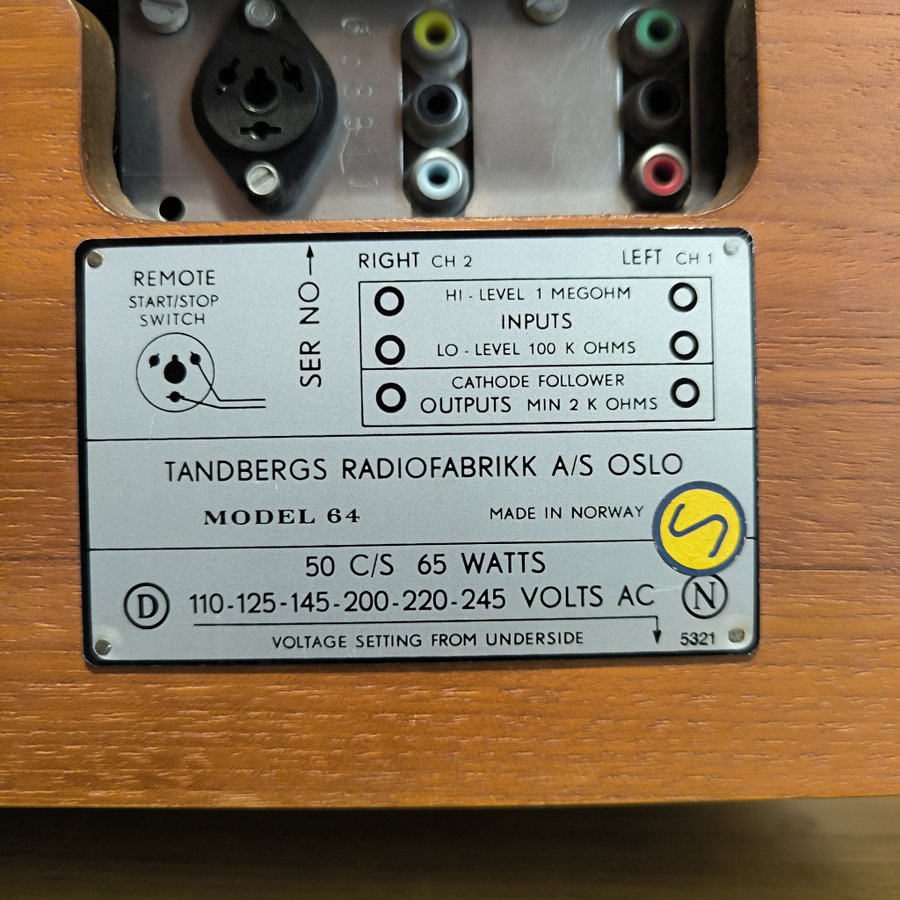 REMOTE
START/STOP
SWITCH
SER NO
RIGHT CH 2
LEFT CH 1
HI - LEVEL 1 MEGOHM
INPUTS
LO - LEVEL 100 K OHMS
CATHODE FOLLOWER
OUTPUTS MIN 2 K OHMS
TANDBERGS RADIOFABRIKK A/S OSLO
MODEL 64
MADE IN NORWAY
S
50 C/S 65 WATTS
D
110-125-145-200-220-245 VOLTS AC
N
VOLTAGE SETTING FROM UNDERSIDE
5321